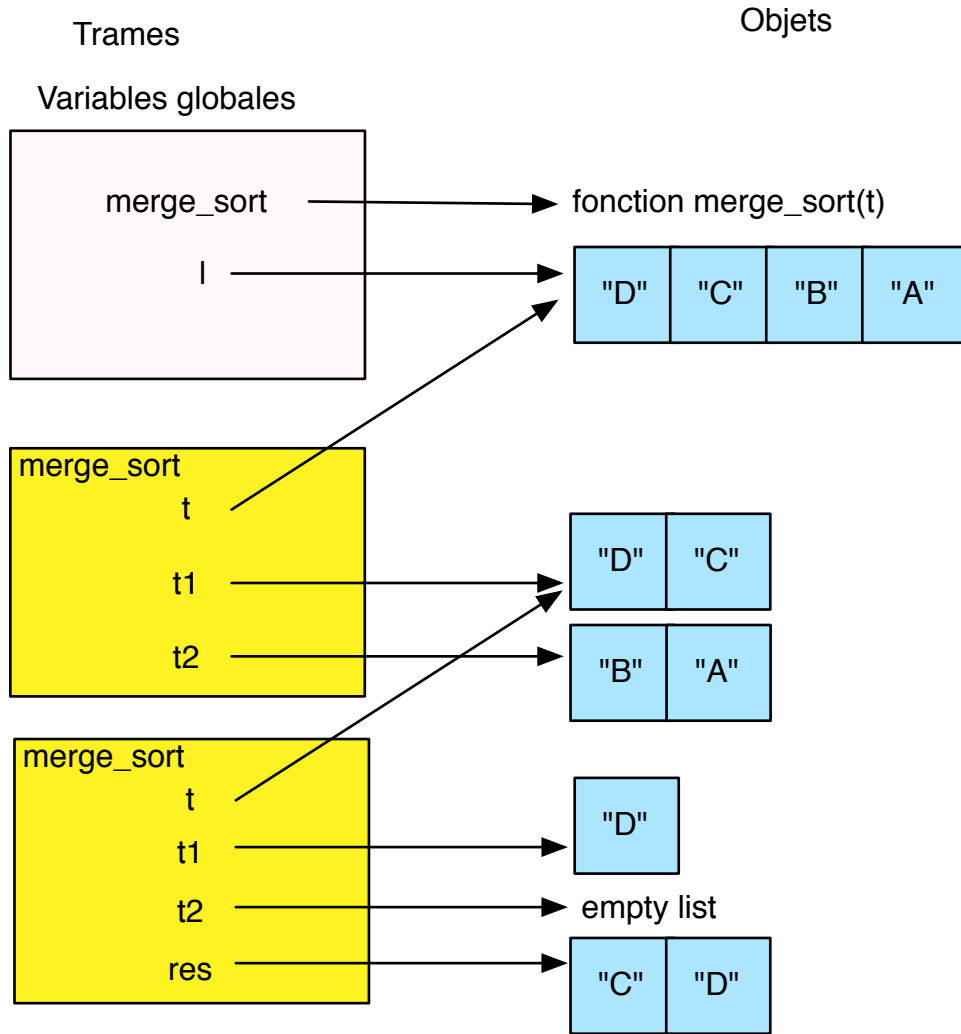 Trames
Objets
Variables globales
merge_sort
fonction merge_sort(t)
l
"D" "C" "B" "A"
merge_sort
t
t1
"D" "C"
t2
"B" "A"
merge_sort
t
"D"
t1
t2
empty list
res
"C" "D"